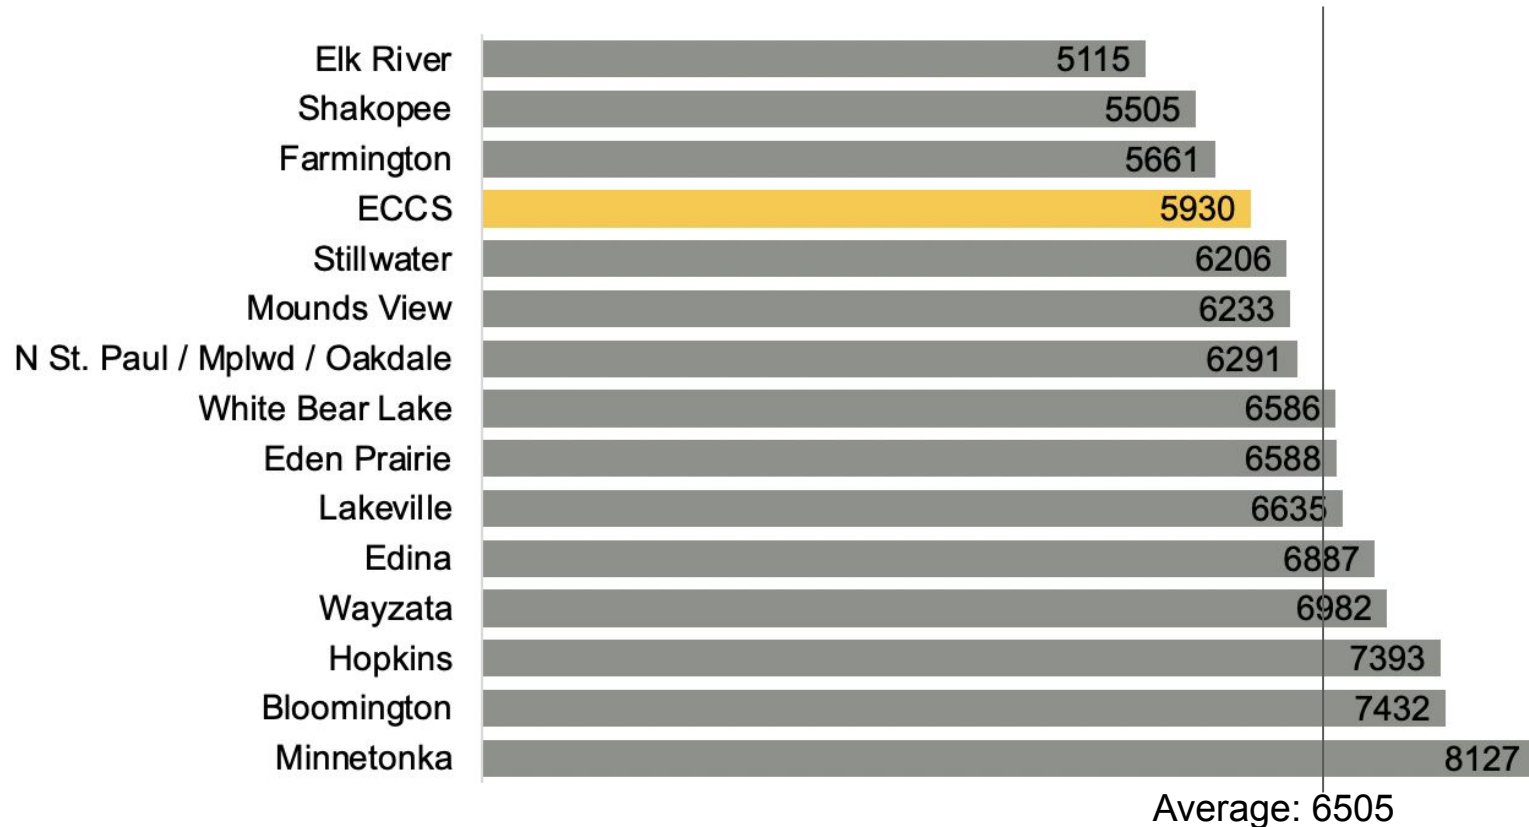 Elk River 5115
Shakopee 5505
Farmington 5661
ECCS 5930
Stillwater 6206
Mounds View 6233
N St. Paul / Mplwd / Oakdale 6291
White Bear Lake 6586
Eden Prairie 6588
Lakeville 6635
Edina 6887
Wayzata 6982
Hopkins 7393
Bloomington 7432
Minnetonka 8127
Average: 6505